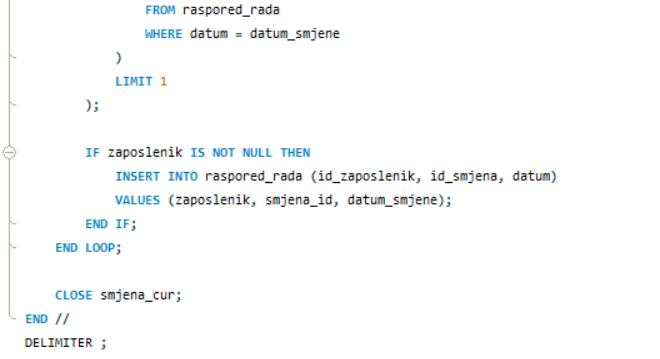 FROM raspored_rada
WHERE datum = datum_smjene
)
LIMIT 1
);
IF zaposlenik IS NOT NULL THEN
INSERT INTO raspored_rada (id_zaposlenik, id_smjena, datum)
VALUES (zaposlenik, smjena_id, datum_smjene);
END IF;
END LOOP;
CLOSE smjena_cur;
END //
DELIMITER ;